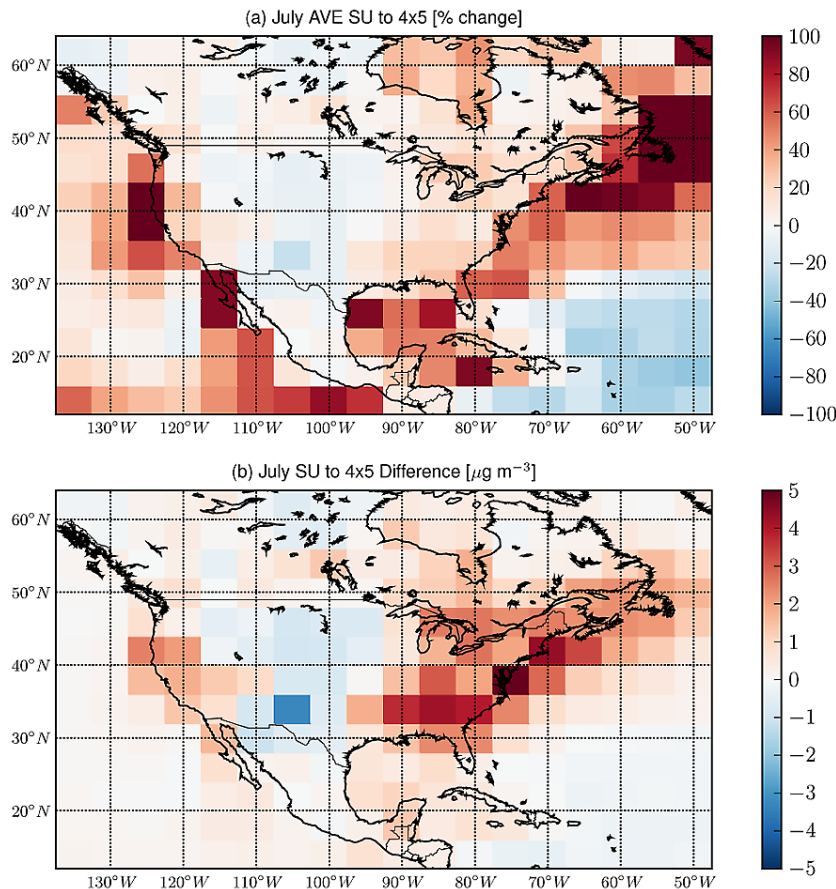 (a) July AVE SU to 4x5 [% change]
60°N
50°N
40°N
30°N
20°N
130°W 120°W 110°W 100°W 90°W 80°W 70°W 60°W 50°W
100
80
60
40
20
0
−20
−40
−60
−80
−100
(b) July SU to 4x5 Difference [μg m⁻³]
60°N
50°N
40°N
30°N
20°N
130°W 120°W 110°W 100°W 90°W 80°W 70°W 60°W 50°W
5
4
3
2
1
0
−1
−2
−3
−4
−5